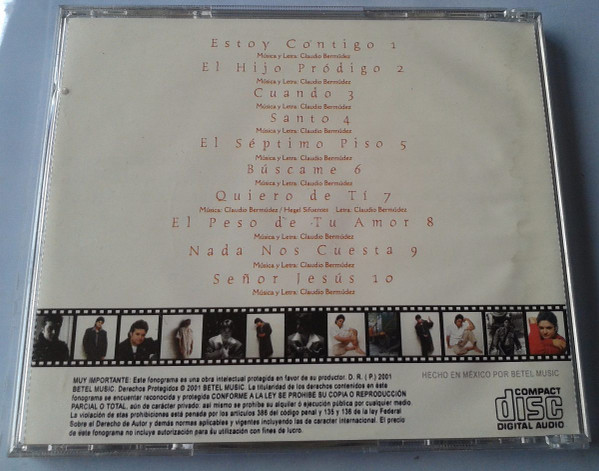 Estoy Contigo 1
Música y Letra: Claudio Bermúdez
El Hijo Pródigo 2
Música y Letra: Claudio Bermúdez
Cuando 3
Música y Letra: Claudio Bermúdez
Santo 4
Música y Letra: Claudio Bermúdez
El Séptimo Piso 5
Música y Letra: Claudio Bermúdez
Búscame 6
Música y Letra: Claudio Bermúdez
Quiero de Tí 7
Música: Claudio Bermúdez / Hegel Sifuentes Letra: Claudio Bermúdez
El Peso de Tu Amor 8
Música y Letra: Claudio Bermúdez
Nada Nos Cuesta 9
Música y Letra: Claudio Bermúdez
Señor Jesús 10
Música y Letra: Claudio Bermúdez
MUY IMPORTANTE: Este fonograma es una obra intelectual protegida en favor de su productor. D. R. ( P ) 2001
BETEL MUSIC. Derechos Protegidos © 2001 BETEL MUSIC. La titularidad de los derechos contenidos en éste
fonograma se encuentar reconocida y protegida CONFORME A LA LEY SE PROHIBE SU COPIA O REPRODUCCIÓN
PARCIAL O TOTAL, aún de carácter privado: así mismo se prohíbe su alquiler ó ejecución pública por cualquier medio
La violación de stas prohibiciones está penada por los artículos 386 del código penal y 135 y 136 de la ley Federal
Sobre el Derecho de Autor y demás normas aplicables y vigentes incluyendo las de caracter internacional. El precio
de éste fonograma no incluye autorización para su utilización con fines de lucro.
HECHO EN MÉXICO POR BETEL MUSIC
COMPACT
disc
DIGITAL AUDIO